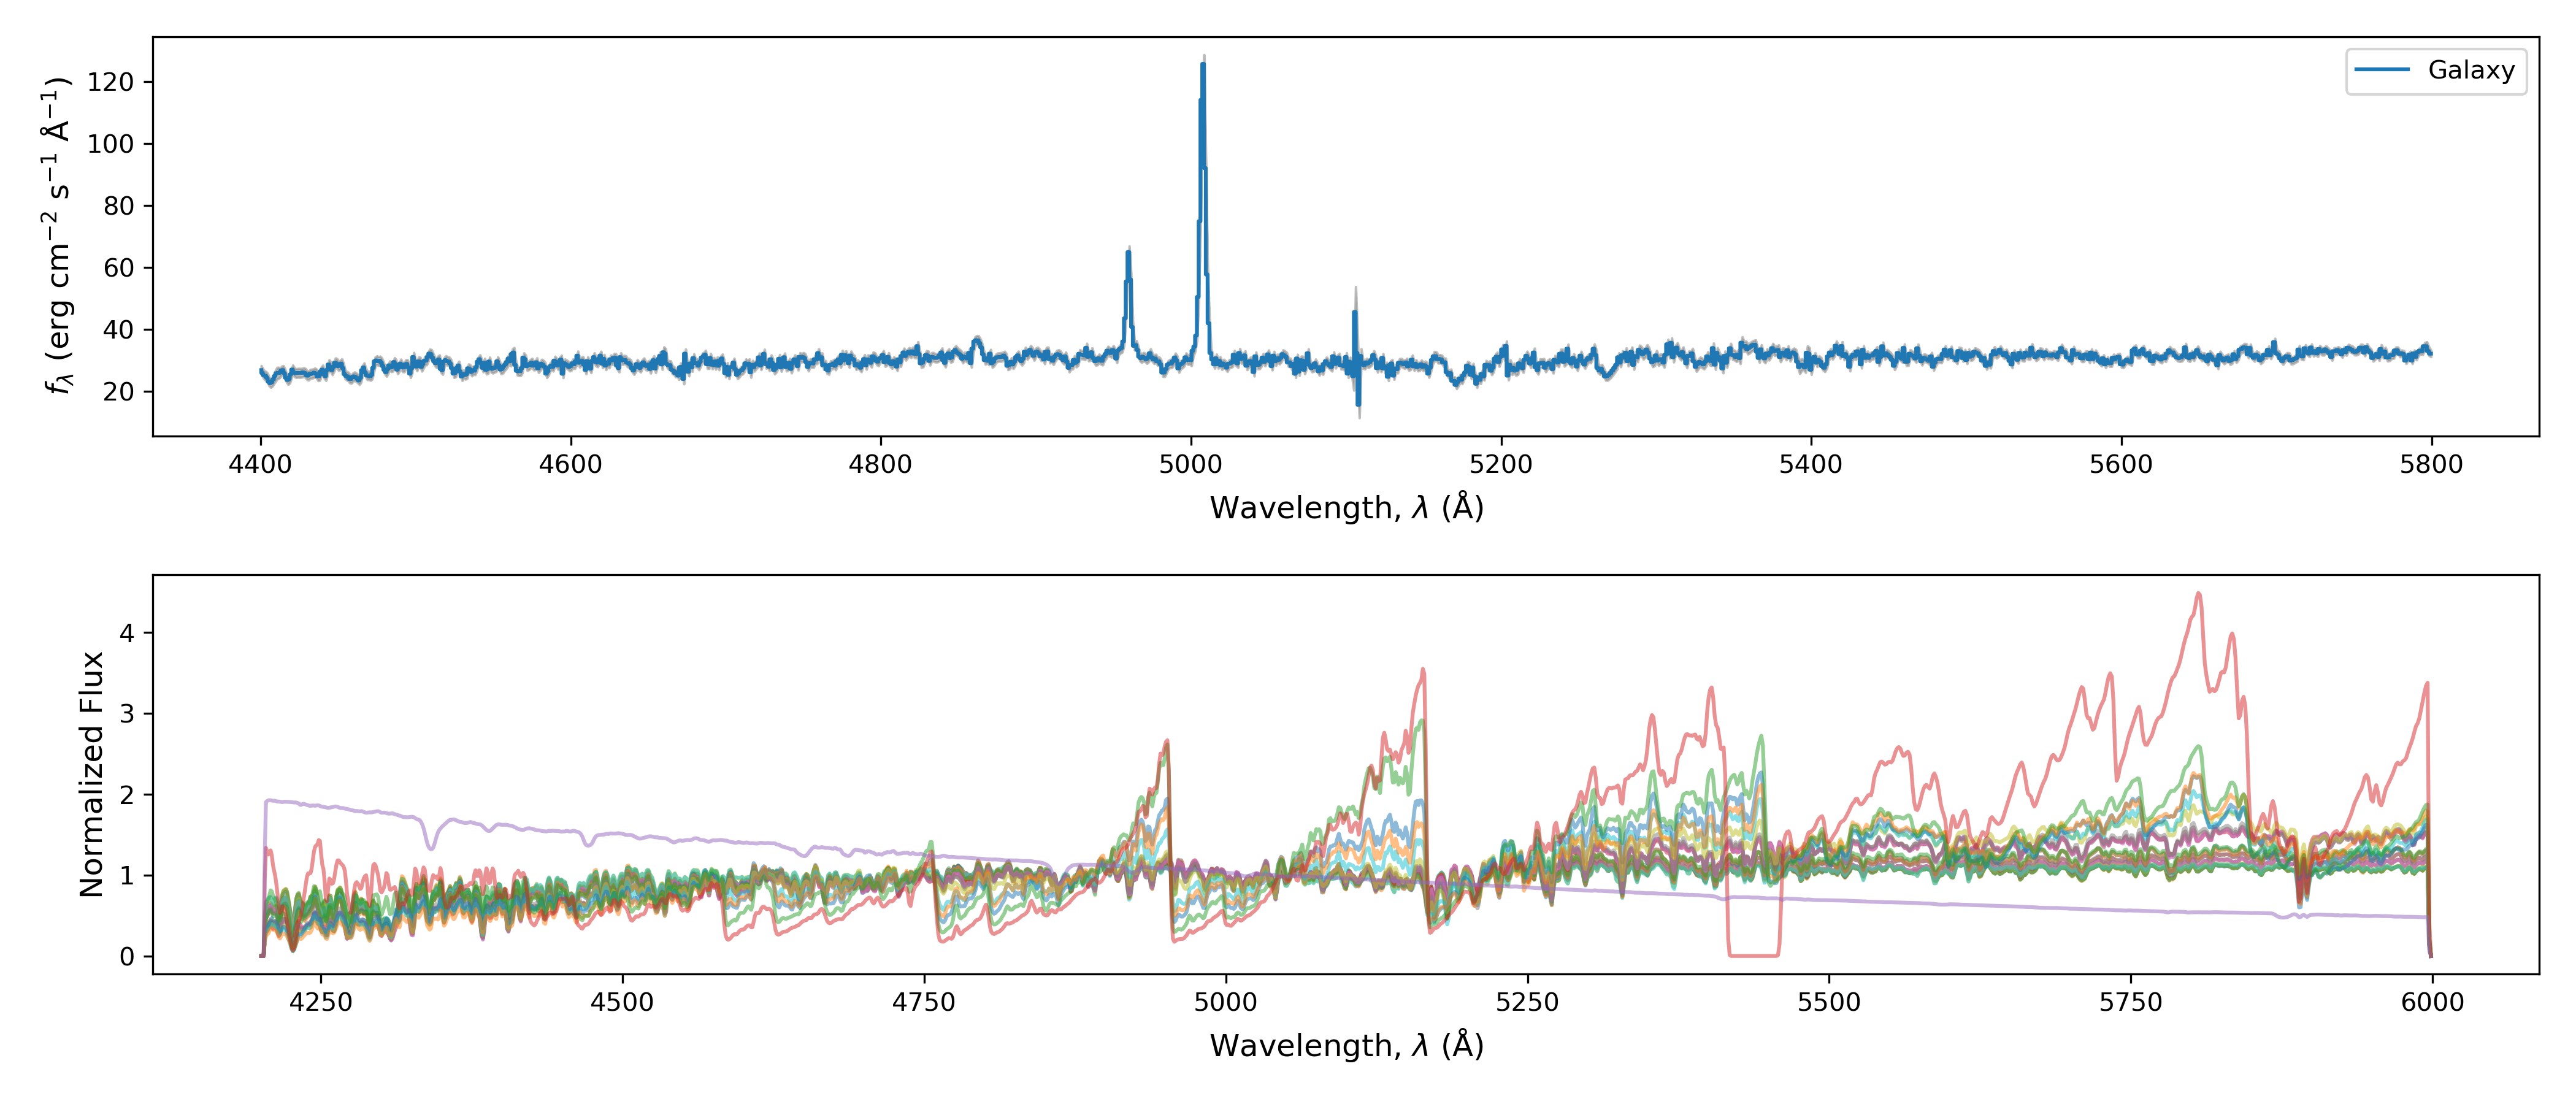 Galaxy
f_λ (erg cm⁻² s⁻¹ Å⁻¹)
120
100
80
60
40
20
4400 4600 4800 5000 5200 5400 5600 5800
Wavelength, λ (Å)
Normalized Flux
4
3
2
1
0
4250 4500 4750 5000 5250 5500 5750 6000
Wavelength, λ (Å)